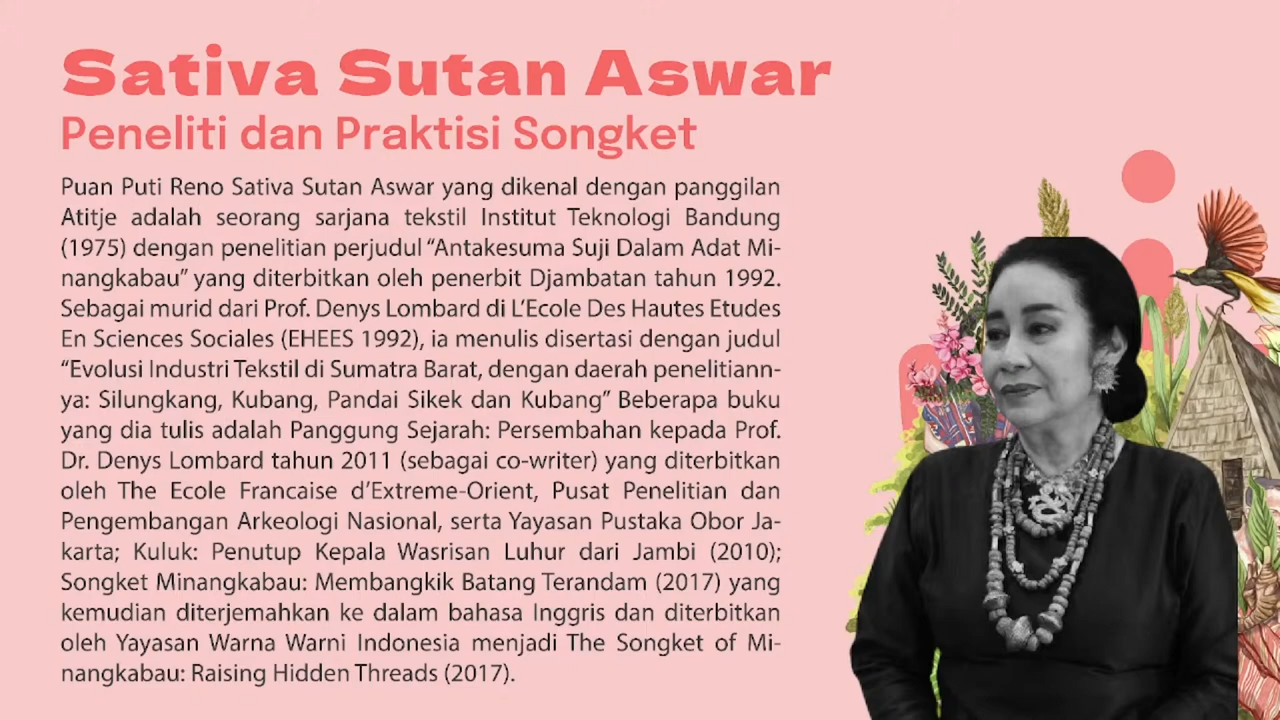 Sativa Sutan Aswar
Peneliti dan Praktisi Songket
Puan Puti Reno Sativa Sutan Aswar yang dikenal dengan panggilan
Atitje adalah seorang sarjana tekstil Institut Teknologi Bandung
(1975) dengan penelitian perjudul “Antakesuma Suji Dalam Adat Mi-
nangkabau” yang diterbitkan oleh penerbit Djambatan tahun 1992.
Sebagai murid dari Prof. Denys Lombard di L’Ecole Des Hautes Etudes
En Sciences Sociales (EHEES 1992), ia menulis disertasi dengan judul
“Evolusi Industri Tekstil di Sumatra Barat, dengan daerah penelitiann-
ya: Silungkang, Kubang, Pandai Sikek dan Kubang” Beberapa buku
yang dia tulis adalah Panggung Sejarah: Persembahan kepada Prof.
Dr. Denys Lombard tahun 2011 (sebagai co-writer) yang diterbitkan
oleh The Ecole Francaise d’Extreme-Orient, Pusat Penelitian dan
Pengembangan Arkeologi Nasional, serta Yayasan Pustaka Obor Ja-
karta; Kuluk: Penutup Kepala Wasrisan Luhur dari Jambi (2010);
Songket Minangkabau: Membangkik Batang Terandam (2017) yang
kemudian diterjemahkan ke dalam bahasa Inggris dan diterbitkan
oleh Yayasan Warna Warni Indonesia menjadi The Songket of Mi-
nangkabau: Raising Hidden Threads (2017).